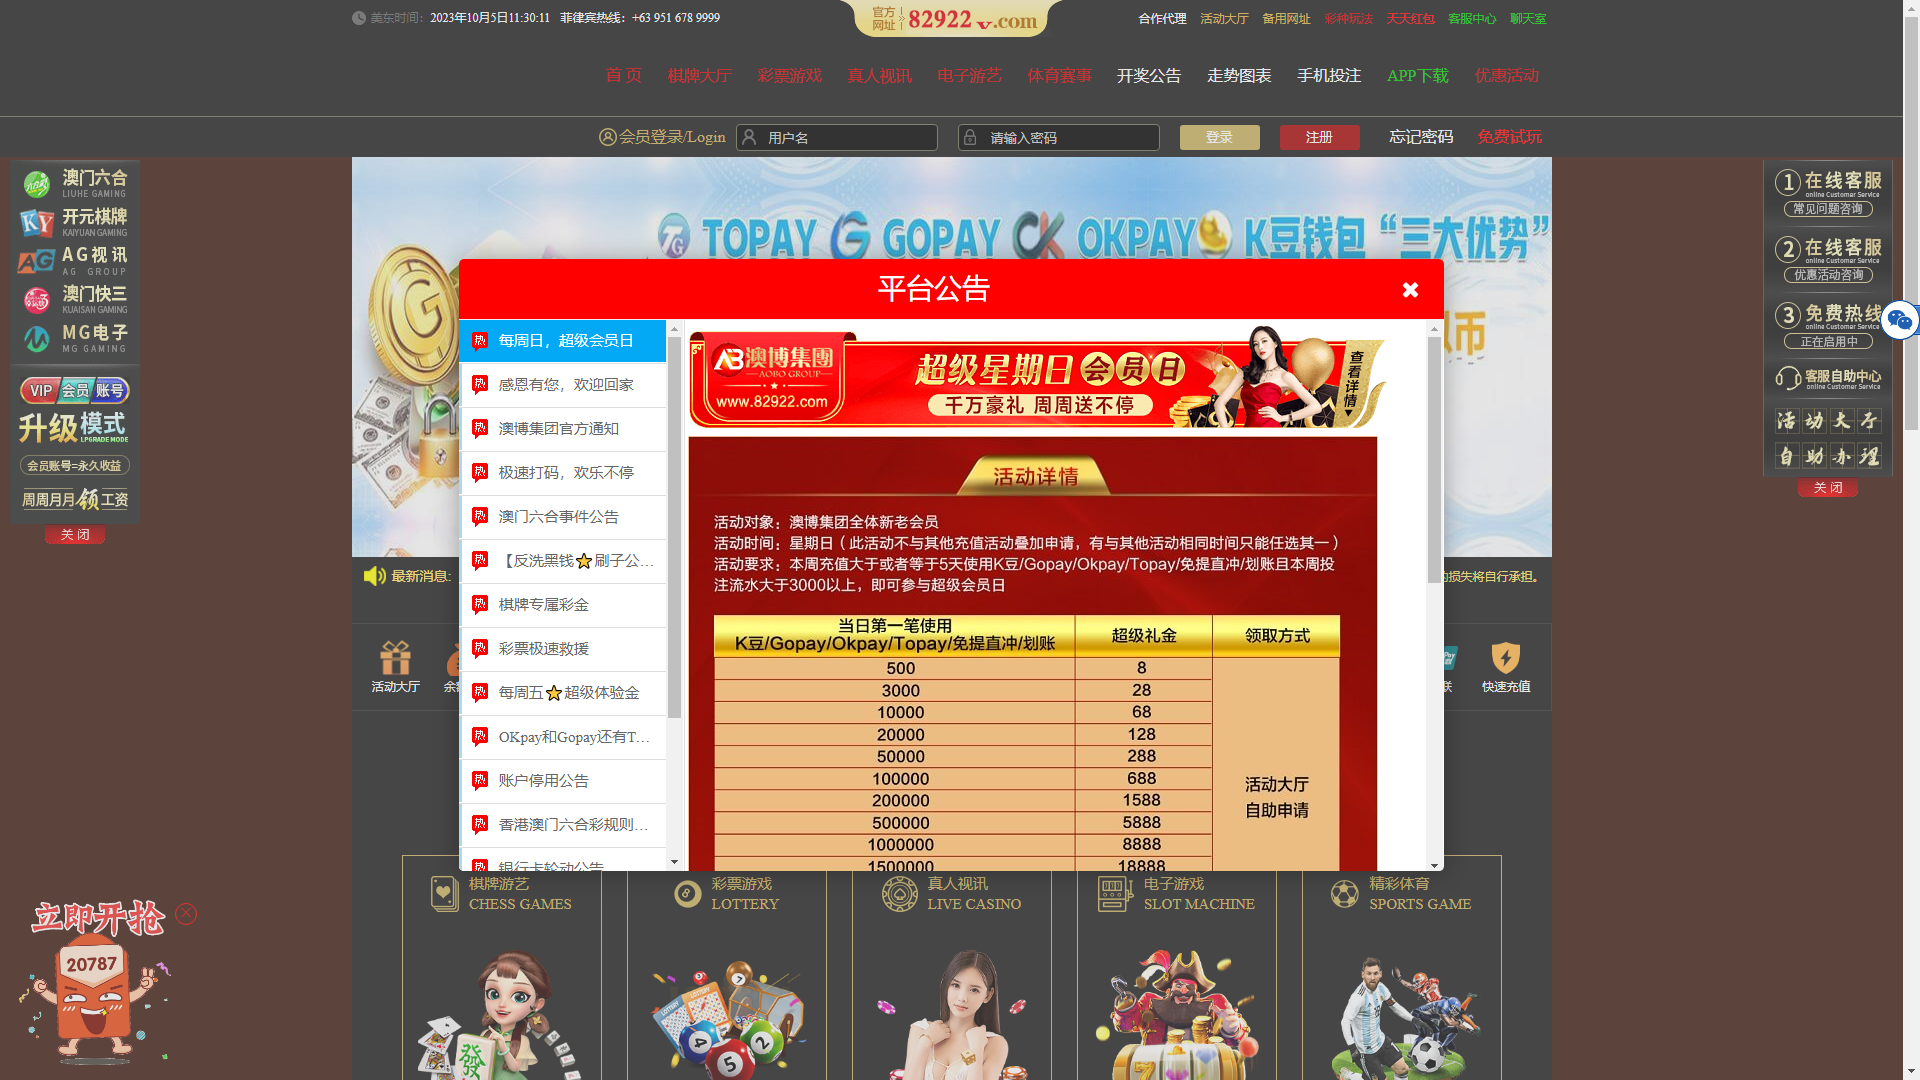 美东时间: 2023年10月5日11:30:11 菲律宾热线：+63 951 678 9999
官方网址 82922v.com
合作代理 活动大厅 备用网址 彩种玩法 天天红包 客服中心 聊天室
首 页 棋牌大厅 彩票游戏 真人视讯 电子游艺 体育赛事 开奖公告 走势图表 手机投注 APP下载 优惠活动
会员登录/Login 用户名 请输入密码 登录 注册 忘记密码 免费试玩
澳门六合
LIUHE GAMING
开元棋牌
KAIYUAN GAMING
AG视讯
AG GROUP
澳门快三
KUAISAN GAMING
MG电子
MG GAMING
VIP 会员 账号
升级模式
LPGRADE MODE
会员账号=永久收益
周周月月领工资
关 闭
TOPAY GOPAY OKPAY K豆钱包“三大优势”
币
1 在线客服
online Customer Service
常见问题咨询
2 在线客服
online Customer Service
优惠活动咨询
3 免费热线
online Customer Service
正在启用中
客服自助中心
online Customer Service
活动大厅
自助办理
关 闭
平台公告
热 每周日，超级会员日
热 感恩有您，欢迎回家
热 澳博集团官方通知
热 极速打码，欢乐不停
热 澳门六合事件公告
热 【反洗黑钱⭐刷子公…
热 棋牌专属彩金
热 彩票极速救援
热 每周五⭐超级体验金
热 OKpay和Gopay还有T…
热 账户停用公告
热 香港澳门六合彩规则…
热 银行卡轮动公告
AB澳博集團
AOBO GROUP
www.82922.com
超级星期日会员日
千万豪礼 周周送不停
查看详情
活动详情
活动对象：澳博集团全体新老会员
活动时间：星期日（此活动不与其他充值活动叠加申请，有与其他活动相同时间只能任选其一）
活动要求：本周充值大于或者等于5天使用K豆/Gopay/Okpay/Topay/免提直冲/划账且本周投
注流水大于3000以上，即可参与超级会员日
当日第一笔使用
K豆/Gopay/Okpay/Topay/免提直冲/划账 超级礼金 领取方式
500 8
3000 28
10000 68
20000 128
50000 288
100000 688
200000 1588
500000 5888
1000000 8888
1500000 18888
活动大厅
自助申请
最新消息:
的损失将自行承担。
活动大厅 余
联 快速充值
棋牌游艺
CHESS GAMES
彩票游戏
LOTTERY
真人视讯
LIVE CASINO
电子游戏
SLOT MACHINE
精彩体育
SPORTS GAME
立即开抢
20787